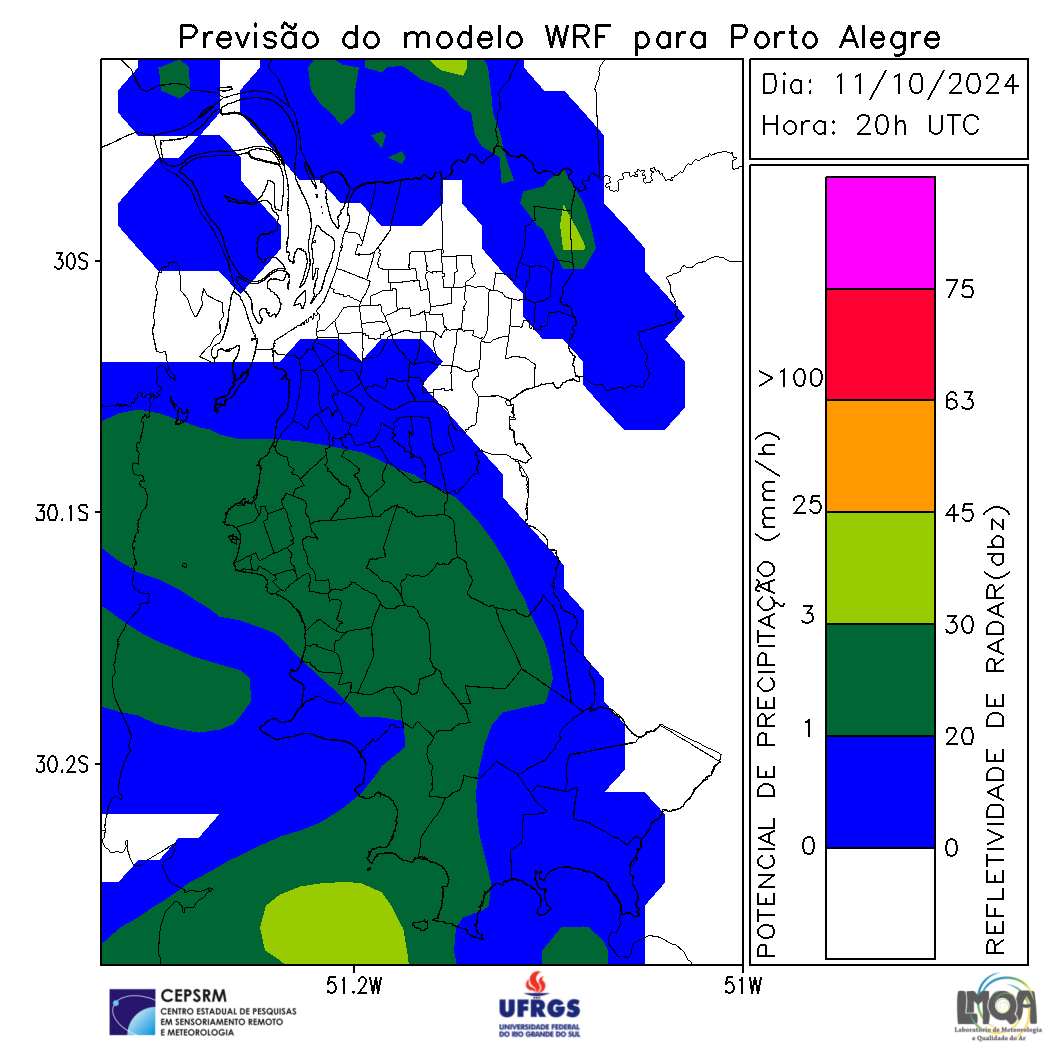 Previsão do modelo WRF para Porto Alegre
Dia: 11/10/2024
Hora: 20h UTC
30S
30.1S
30.2S
51.2W
51W
POTENCIAL DE PRECIPITAÇÃO (mm/h)
>100
25
3
1
0
75
63
45
30
20
0
REFLETIVIDADE DE RADAR(dbz)
CEPSRM
CENTRO ESTADUAL DE PESQUISAS
EM SENSORIAMENTO REMOTO
E METEOROLOGIA
UFRGS
UNIVERSIDADE FEDERAL
DO RIO GRANDE DO SUL
LMQA
Laboratório de Meteorologia
e Qualidade do Ar